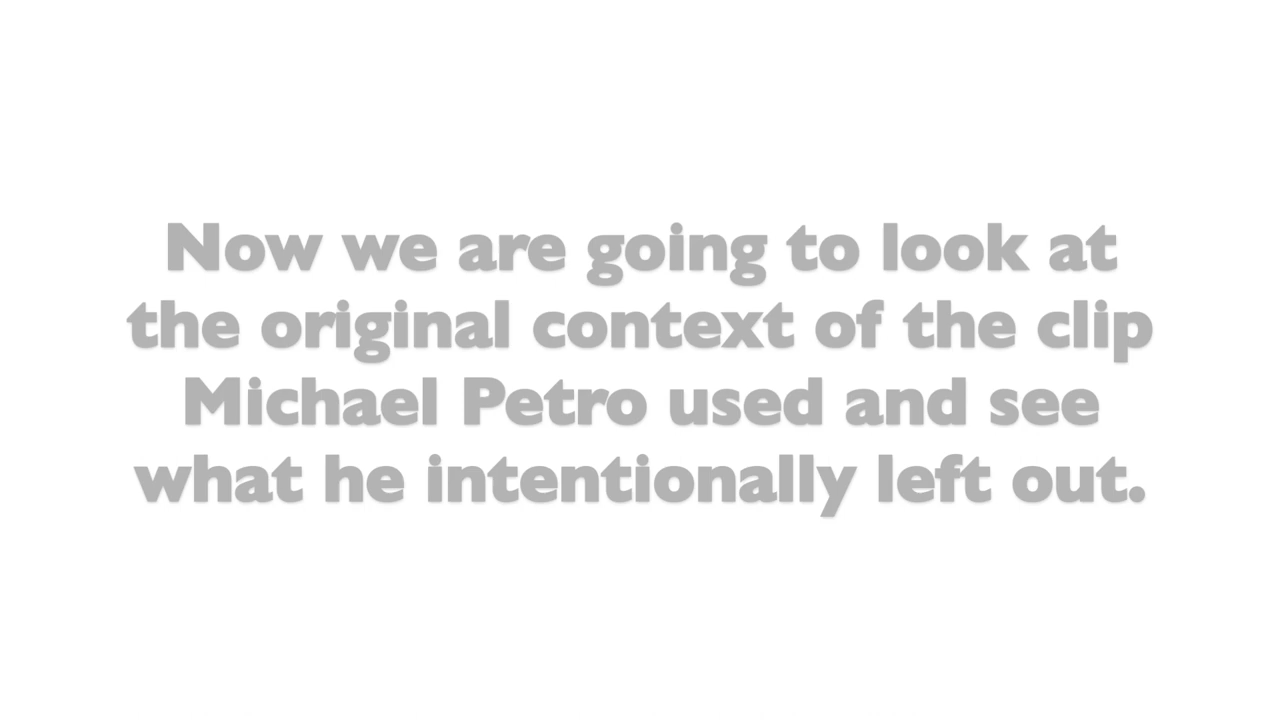 Now we are going to look at
the original context of the clip
Michael Petro used and see
what he intentionally left out.